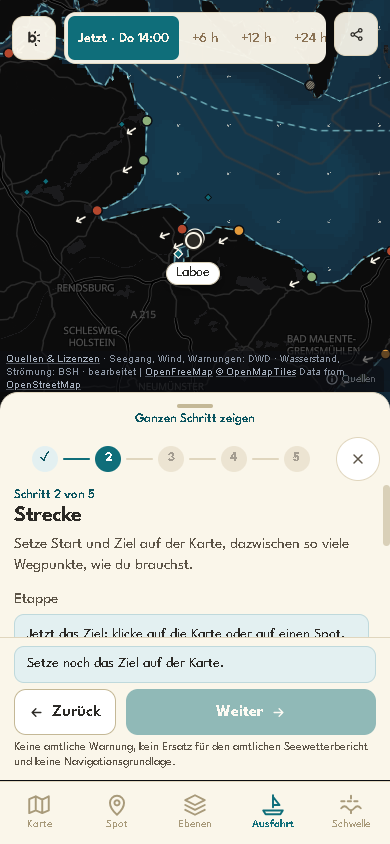 b:
Jetzt · Do 14:00 +6 h +12 h +24 h
Laboe
RENDSBURG
A 215
SCHLESWIG-
HOLSTEIN
BAD MALENTE-
GREMSMÜHLEN
NEUMÜNSTER
Quellen & Lizenzen · Seegang, Wind, Warnungen: DWD · Wasserstand,
Strömung: BSH · bearbeitet | OpenFreeMap © OpenMapTiles Data from
OpenStreetMap
Quellen
Ganzen Schritt zeigen
2 3 4 5
Schritt 2 von 5
Strecke
Setze Start und Ziel auf der Karte, dazwischen so viele
Wegpunkte, wie du brauchst.
Etappe
Jetzt das Ziel: klicke auf die Karte oder auf einen Spot.
Setze noch das Ziel auf der Karte.
← Zurück
Weiter →
Keine amtliche Warnung, kein Ersatz für den amtlichen Seewetterbericht
und keine Navigationsgrundlage.
Karte Spot Ebenen Ausfahrt Schwelle